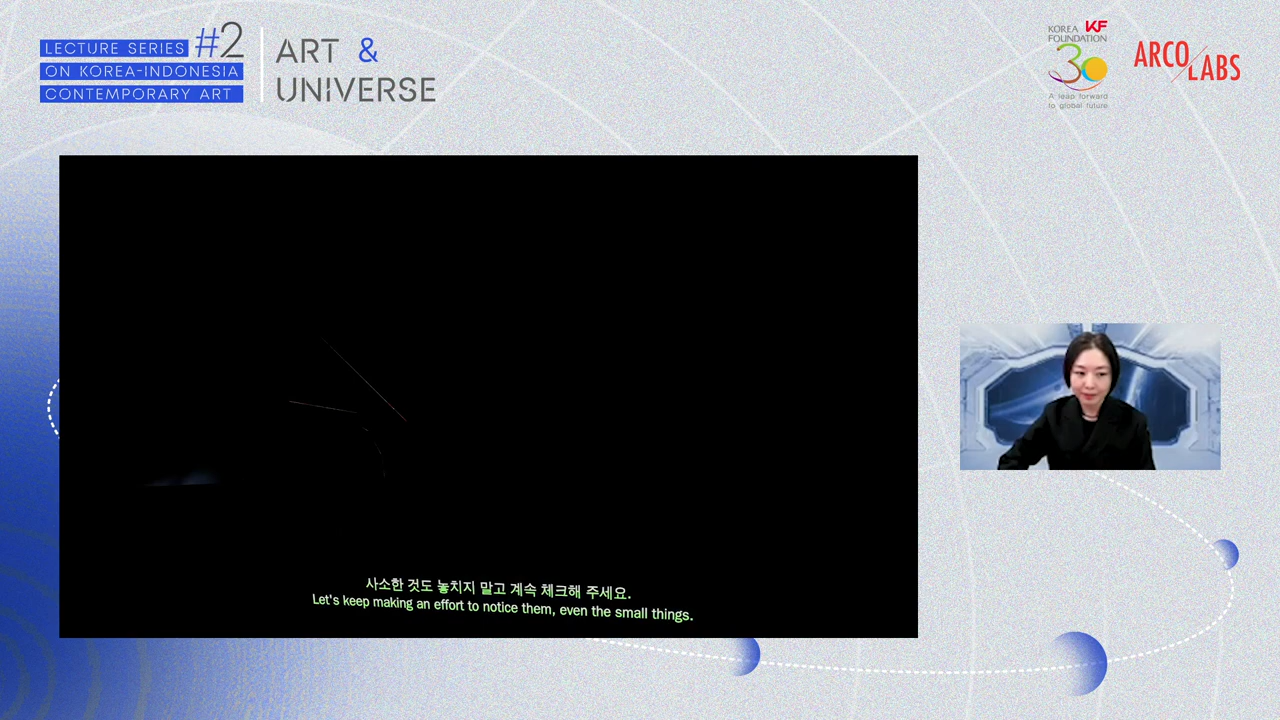 LECTURE SERIES #2
ON KOREA-INDONESIA
CONTEMPORARY ART
ART &
UNIVERSE
KOREA KF
FOUNDATION
30
A leap forward
to global future
ARCO
LABS
사소한 것도 놓치지 말고 계속 체크해 주세요.
Let's keep making an effort to notice them, even the small things.